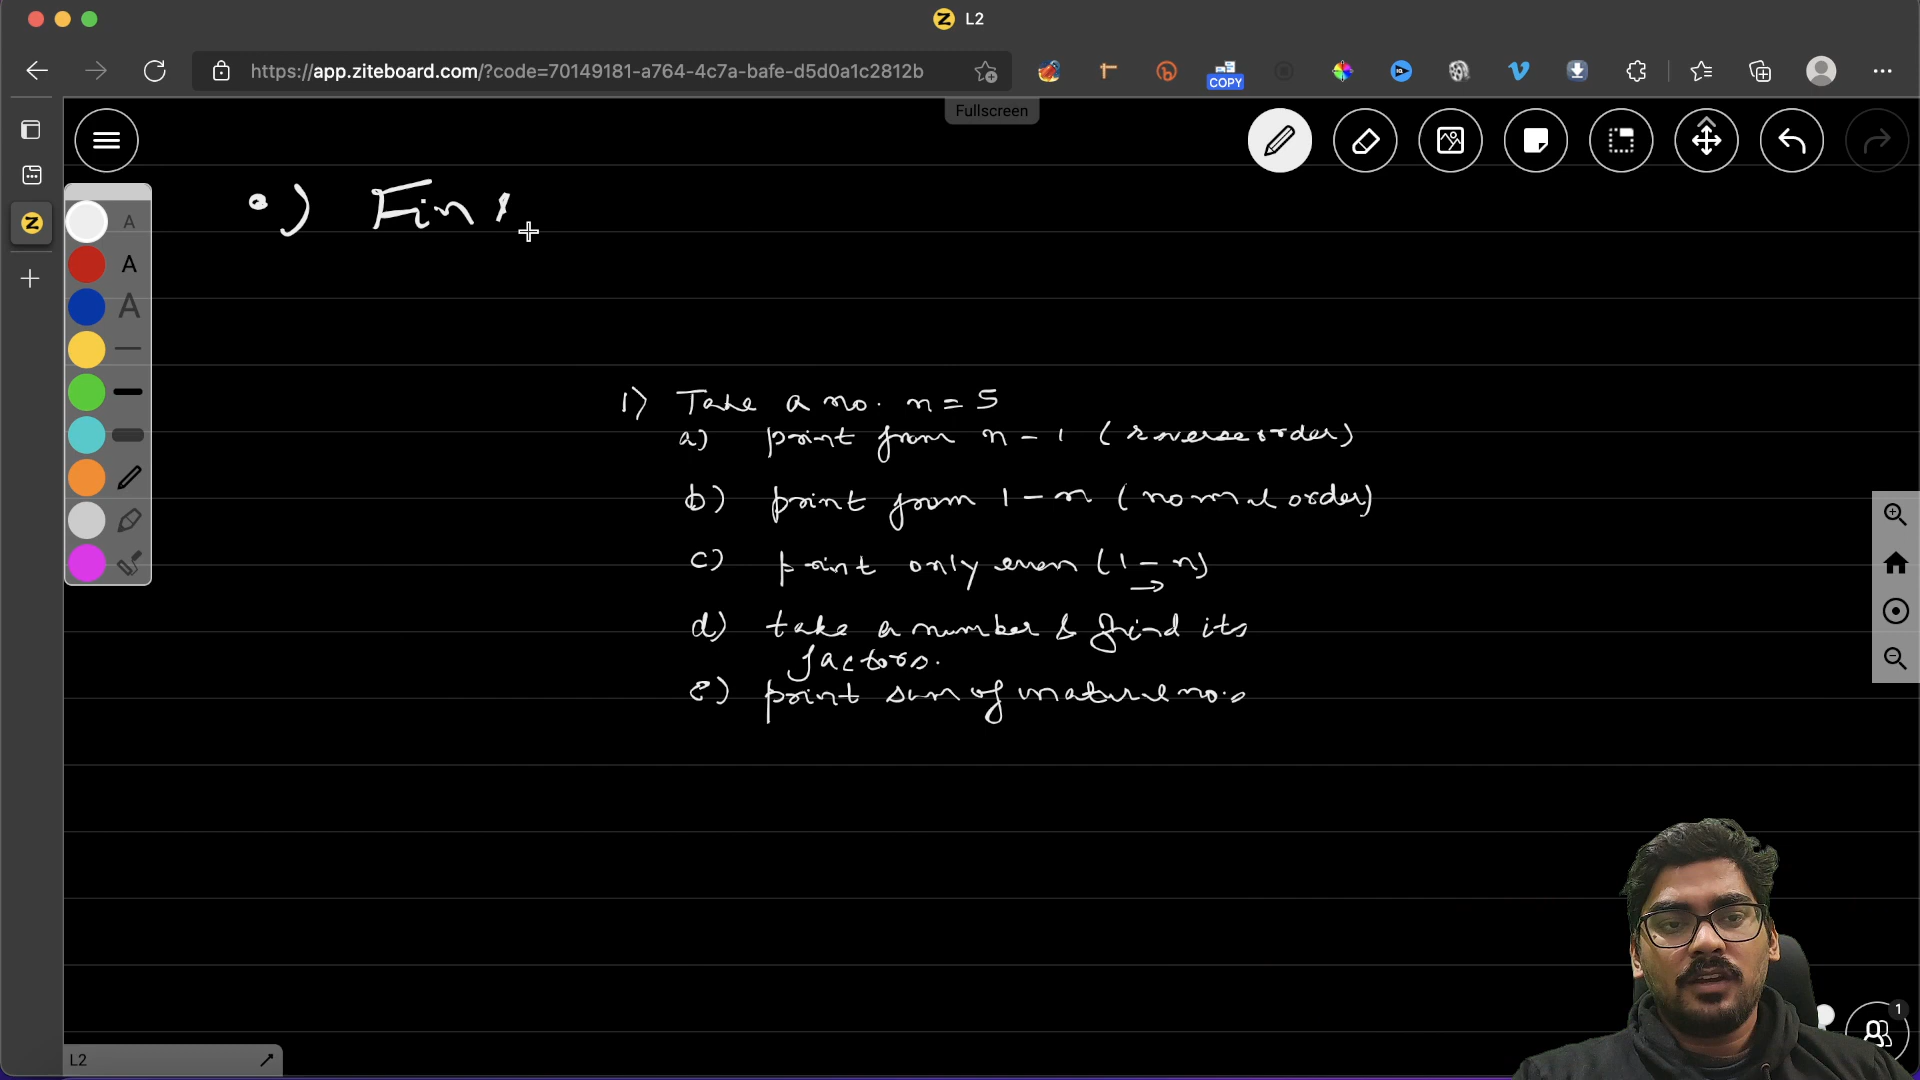 L2
https://app.ziteboard.com/?code=70149181-a764-4c7a-bafe-d5d0a1c2812b
COPY
Fullscreen
A
A
A
•) Fin
1) Take a no. n = 5
a) print from n - 1 (reverse order)
b) print from 1 - n (normal order)
c) print only even (1 - n)
d) take a number & find its
factors.
e) print sum of natural no.s
1
L2